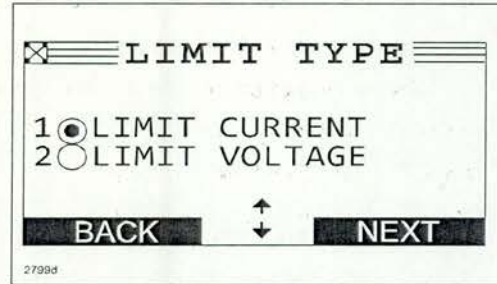 LIMIT TYPE
1 LIMIT CURRENT
2 LIMIT VOLTAGE
BACK NEXT
2799d